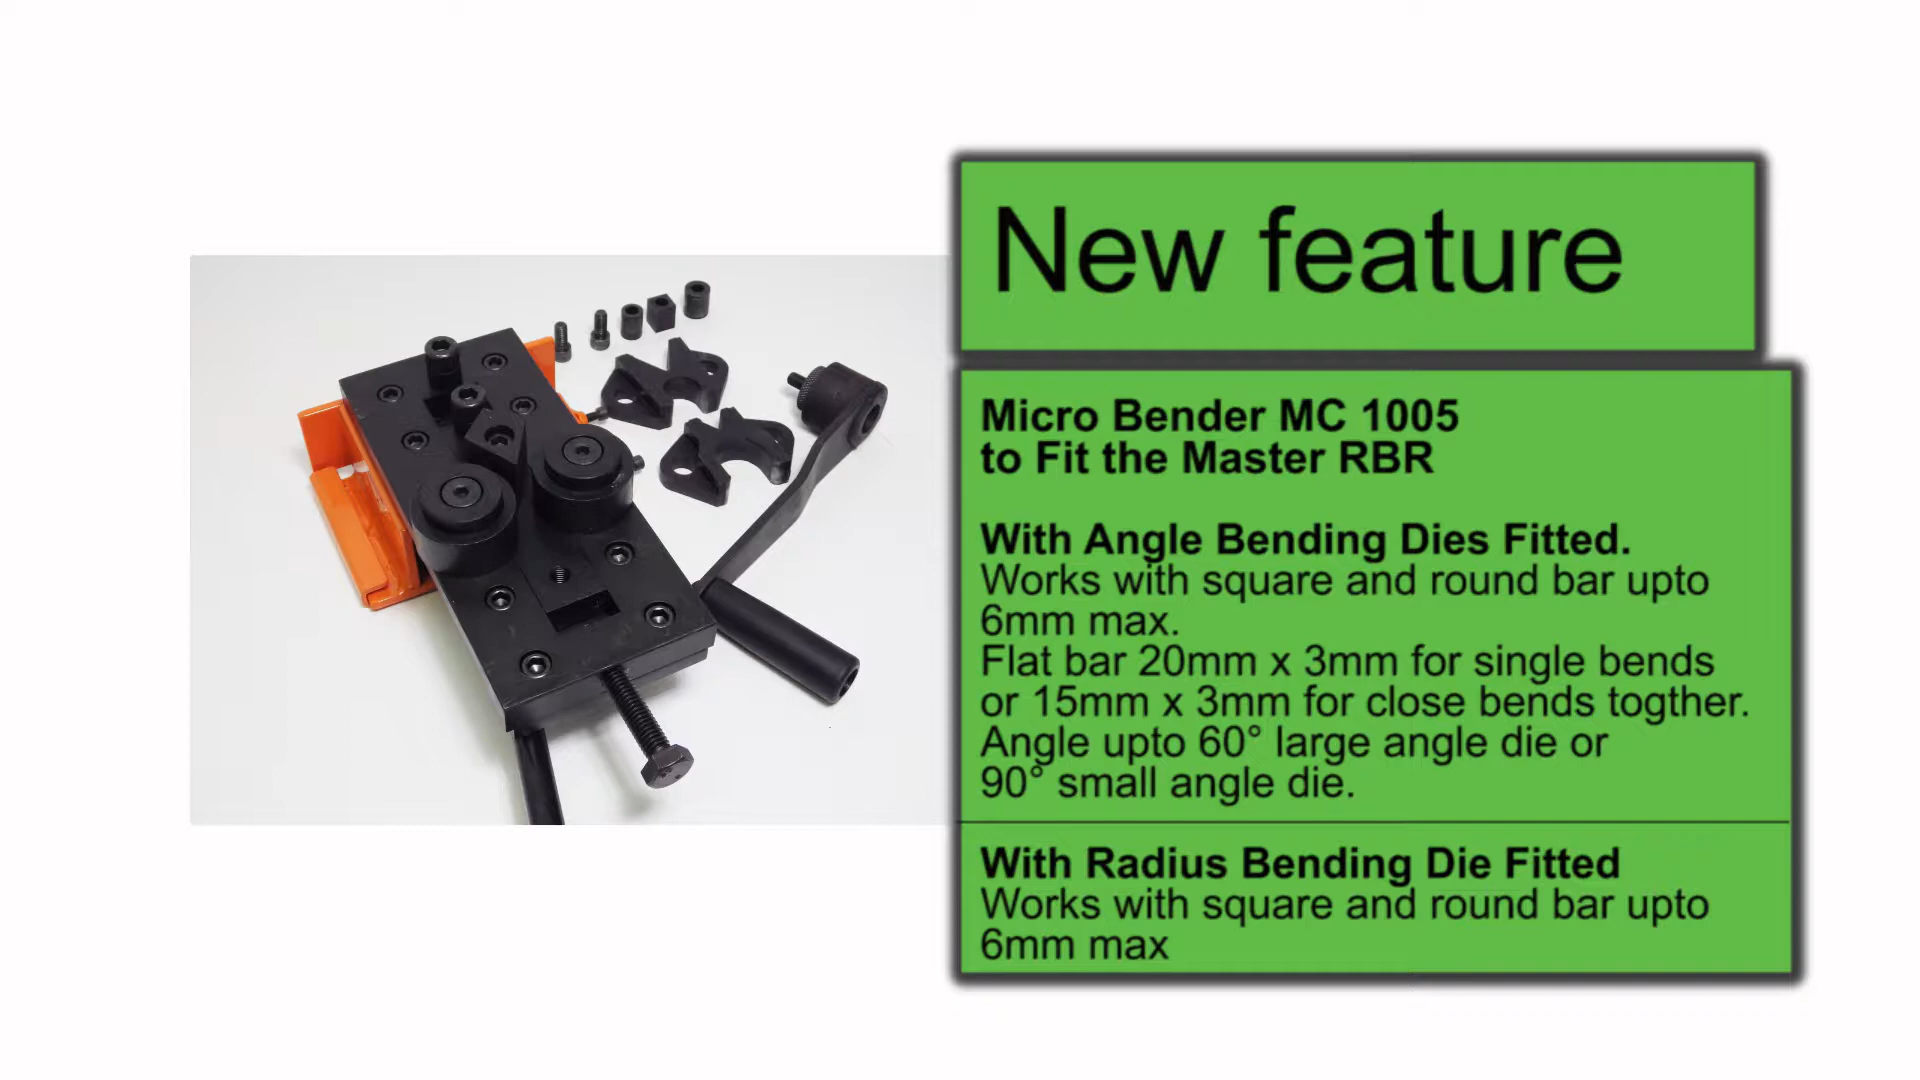 New feature
Micro Bender MC 1005
to Fit the Master RBR
With Angle Bending Dies Fitted.
Works with square and round bar upto
6mm max.
Flat bar 20mm x 3mm for single bends
or 15mm x 3mm for close bends togther.
Angle upto 60° large angle die or
90° small angle die.
With Radius Bending Die Fitted
Works with square and round bar upto
6mm max